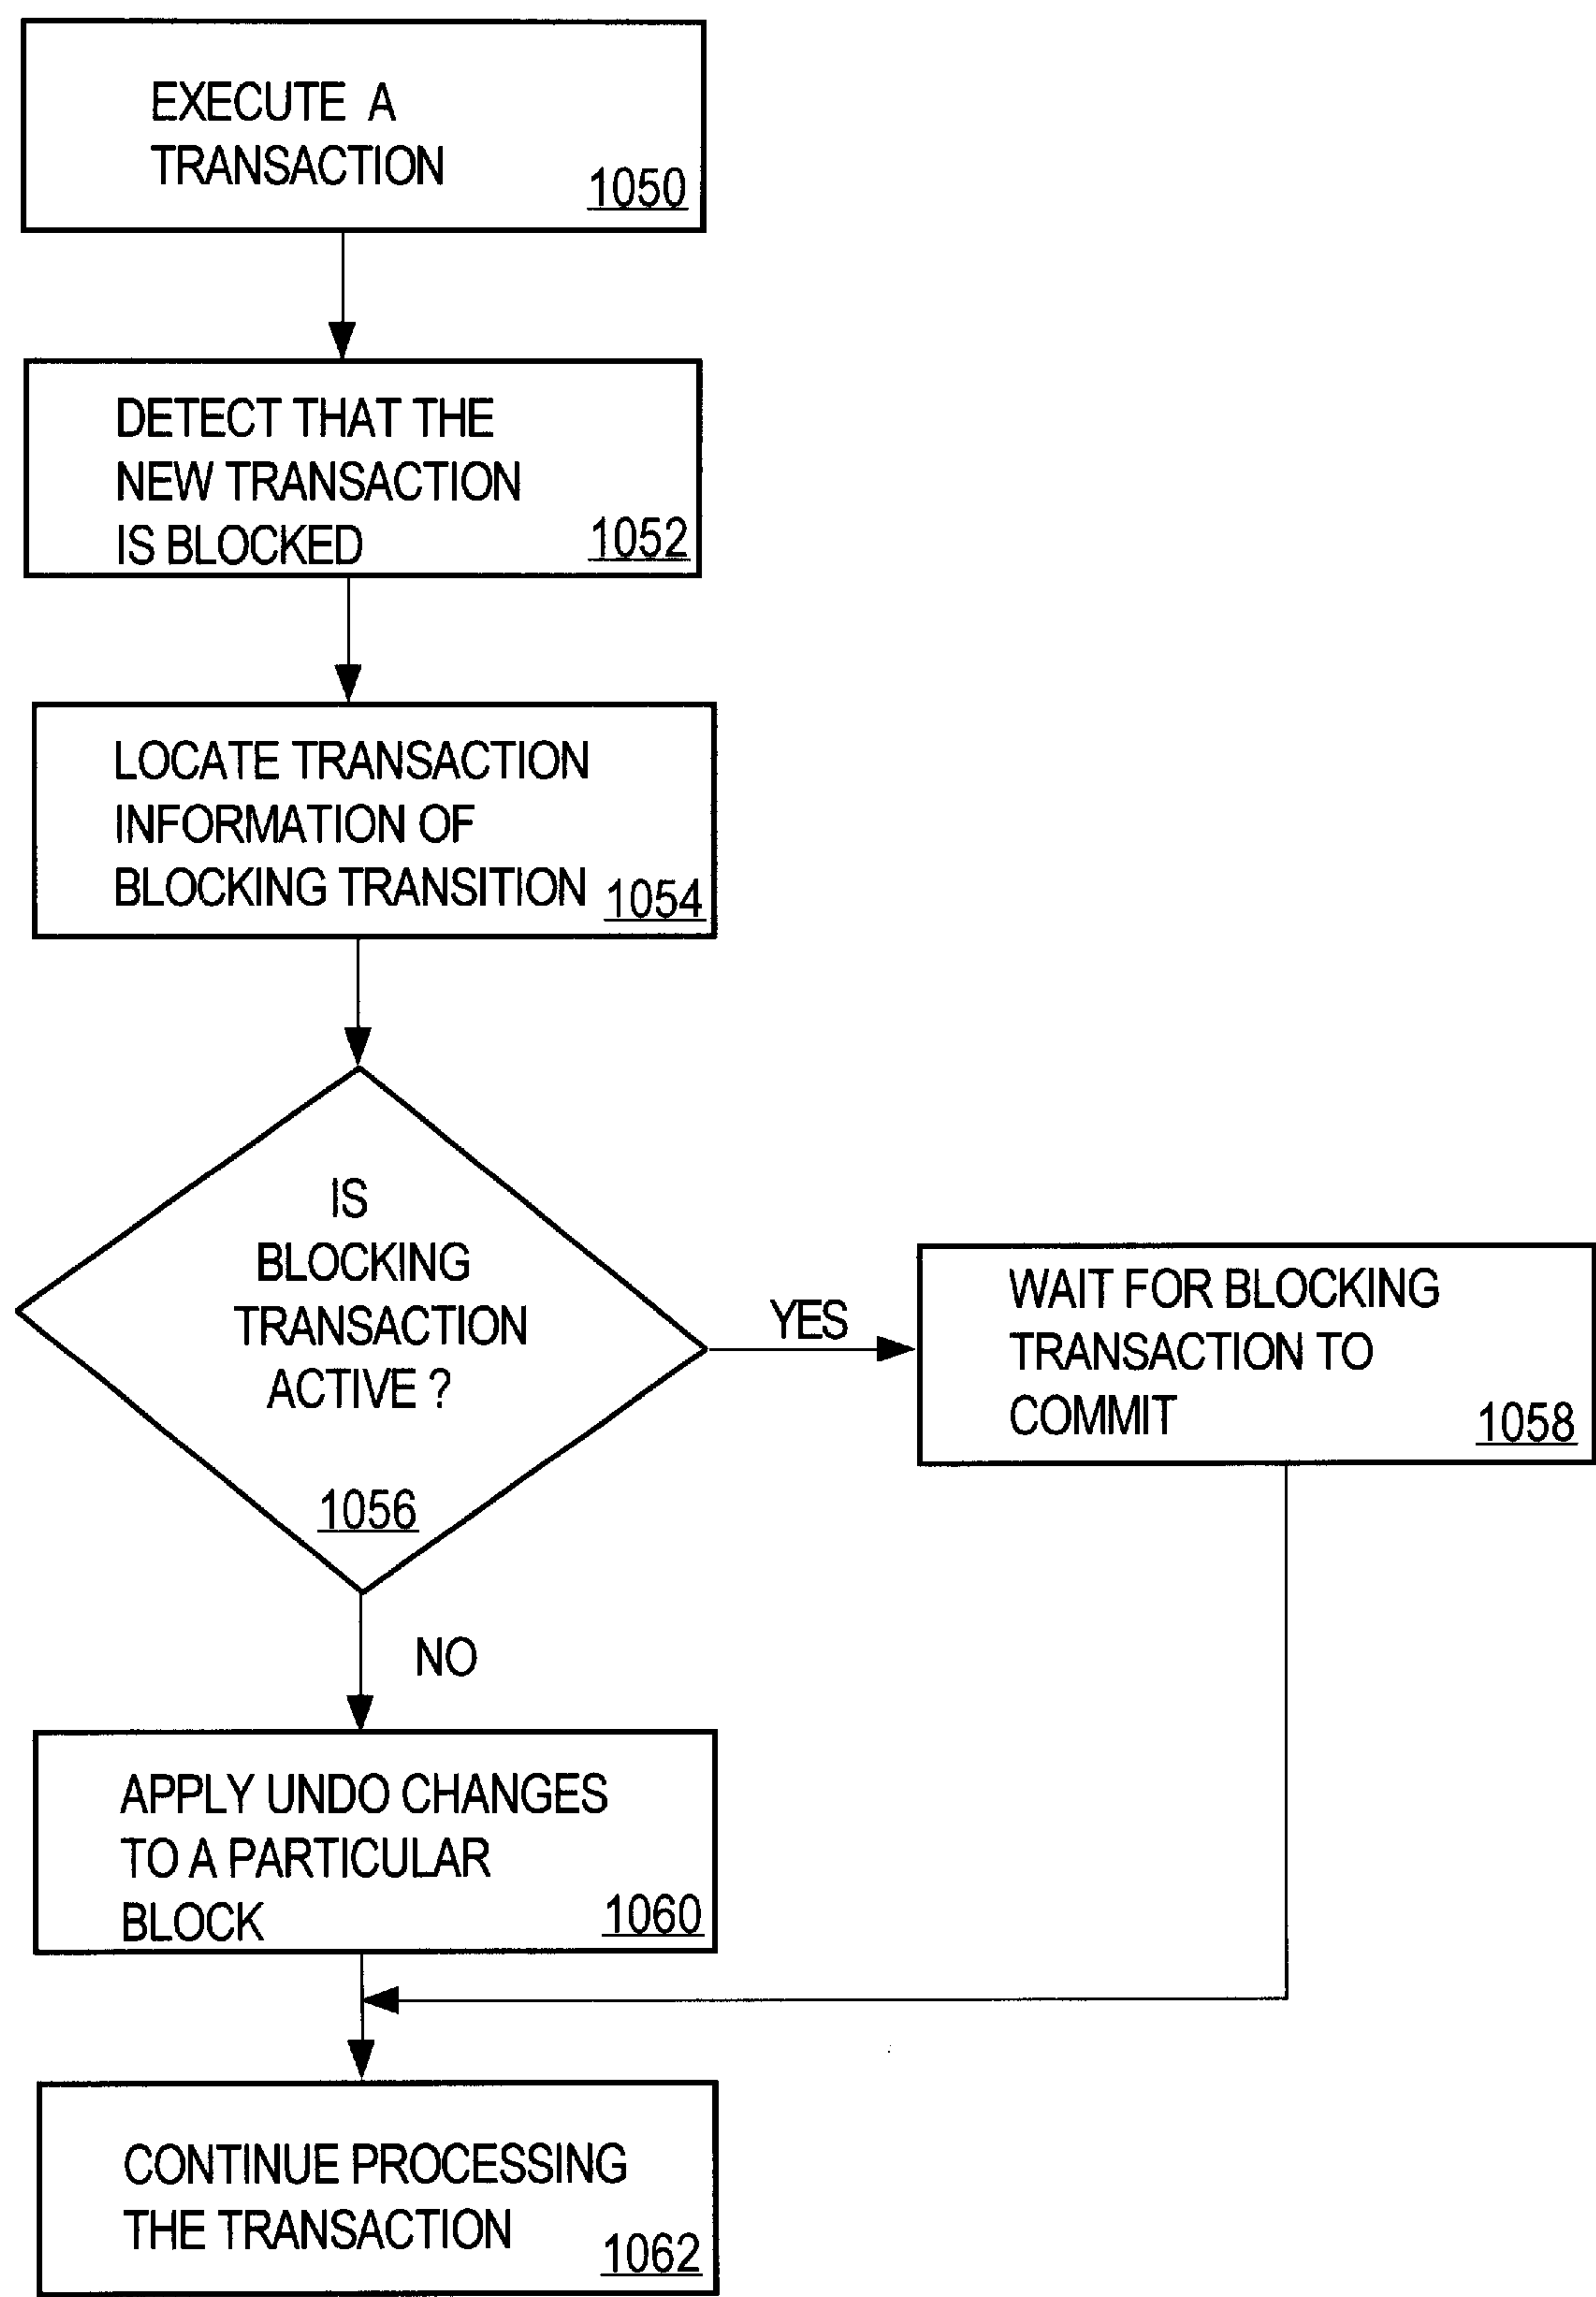 EXECUTE A
TRANSACTION
1050
DETECT THAT THE
NEW TRANSACTION
IS BLOCKED
1052
LOCATE TRANSACTION
INFORMATION OF
BLOCKING TRANSITION
1054
IS
BLOCKING
TRANSACTION
ACTIVE ?
1056
YES
WAIT FOR BLOCKING
TRANSACTION TO
COMMIT
1058
NO
APPLY UNDO CHANGES
TO A PARTICULAR
BLOCK
1060
CONTINUE PROCESSING
THE TRANSACTION
1062